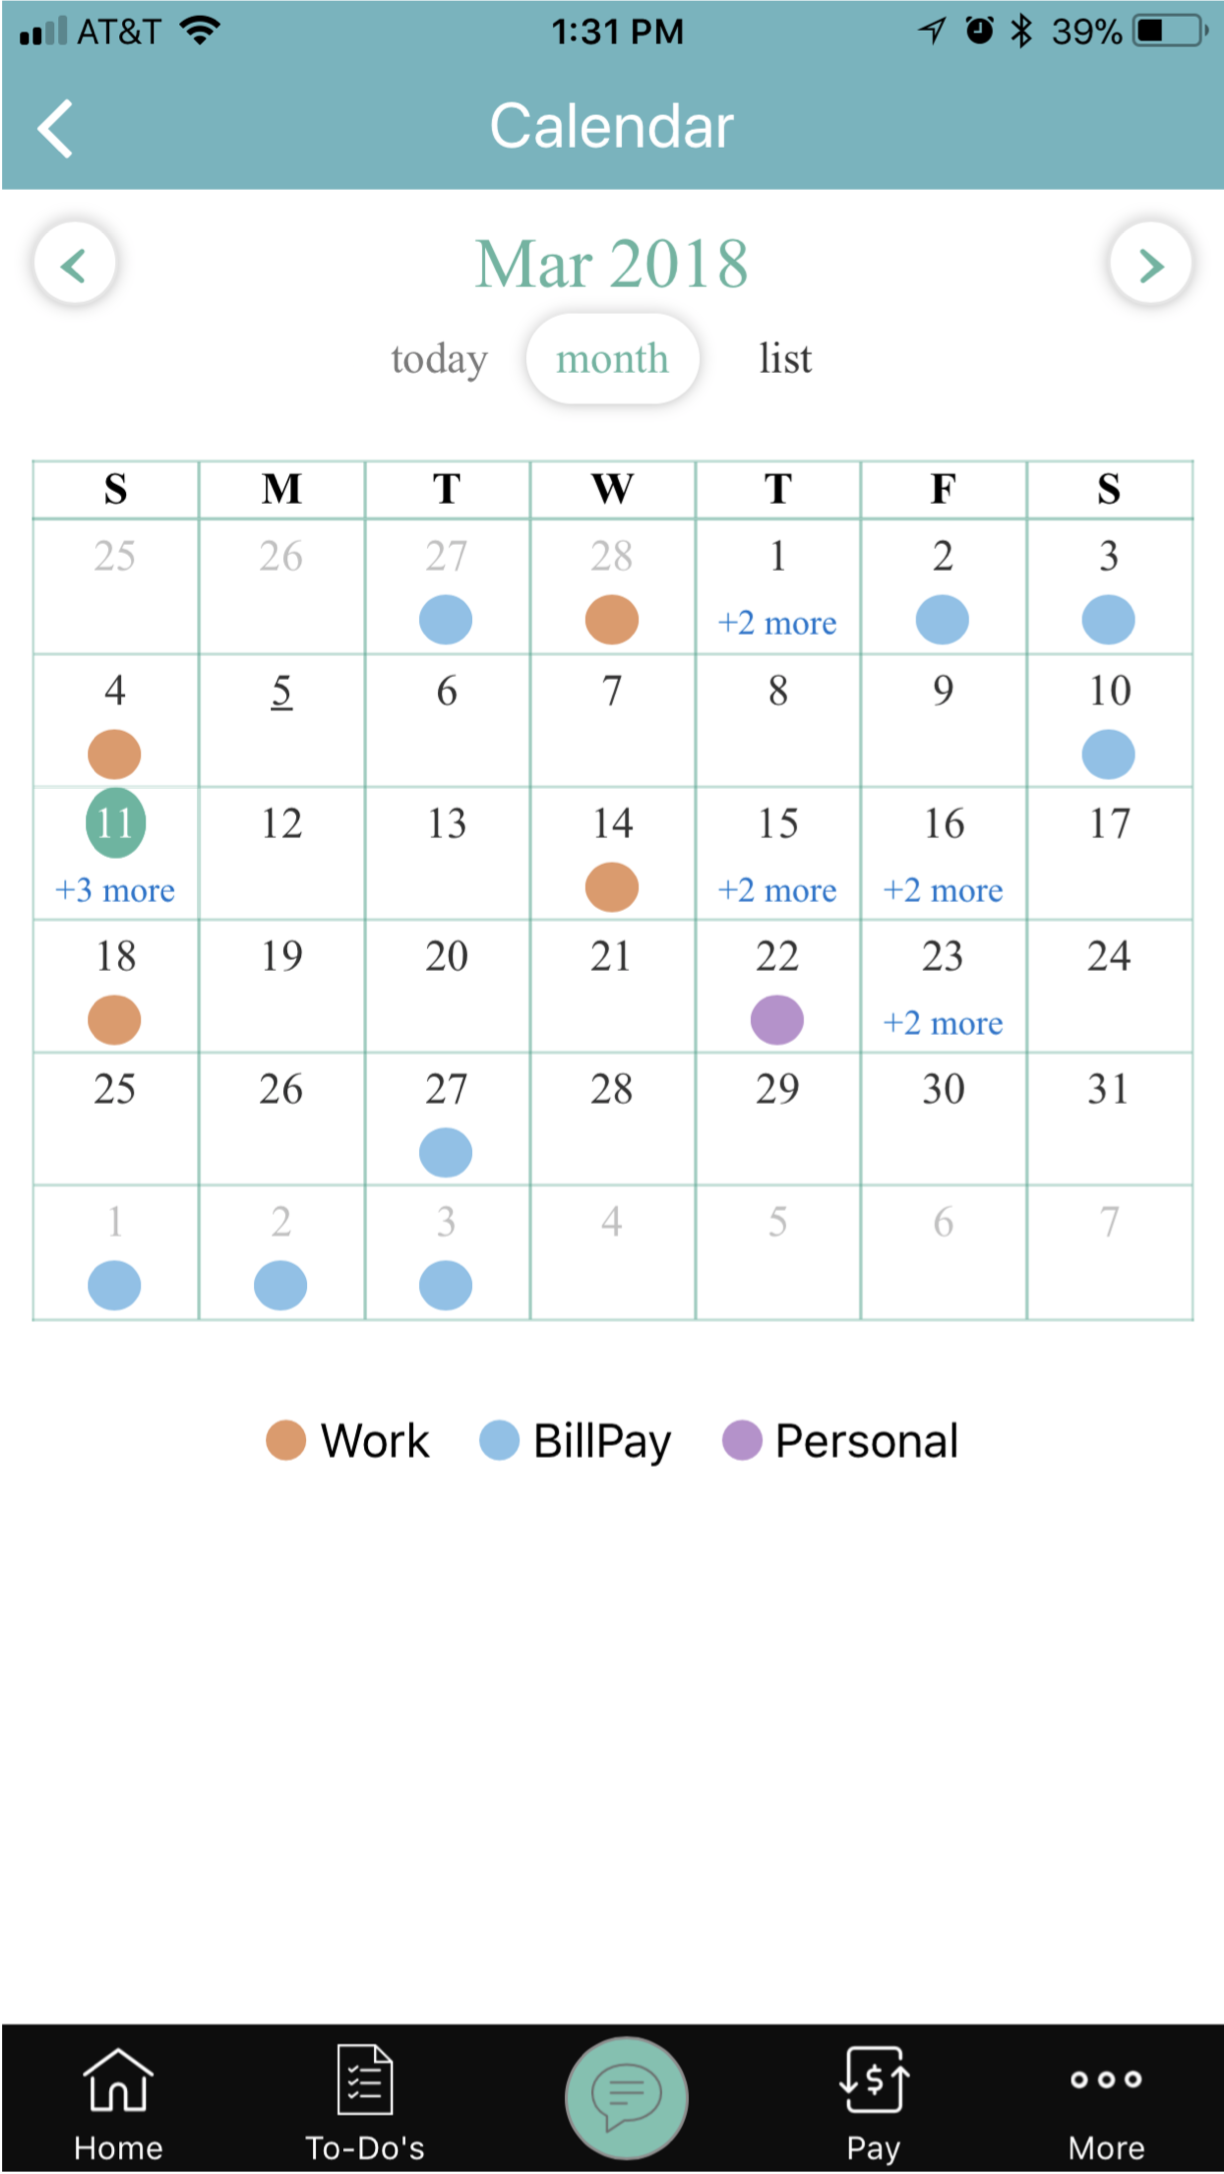 AT&T 1:31 PM 39%
Calendar
Mar 2018
today month list
S M T W T F S
25 26 27 28 1 2 3
+2 more
4 5 6 7 8 9 10
11 12 13 14 15 16 17
+3 more +2 more +2 more
18 19 20 21 22 23 24
+2 more
25 26 27 28 29 30 31
1 2 3 4 5 6 7
Work BillPay Personal
$
Home To-Do's Pay More